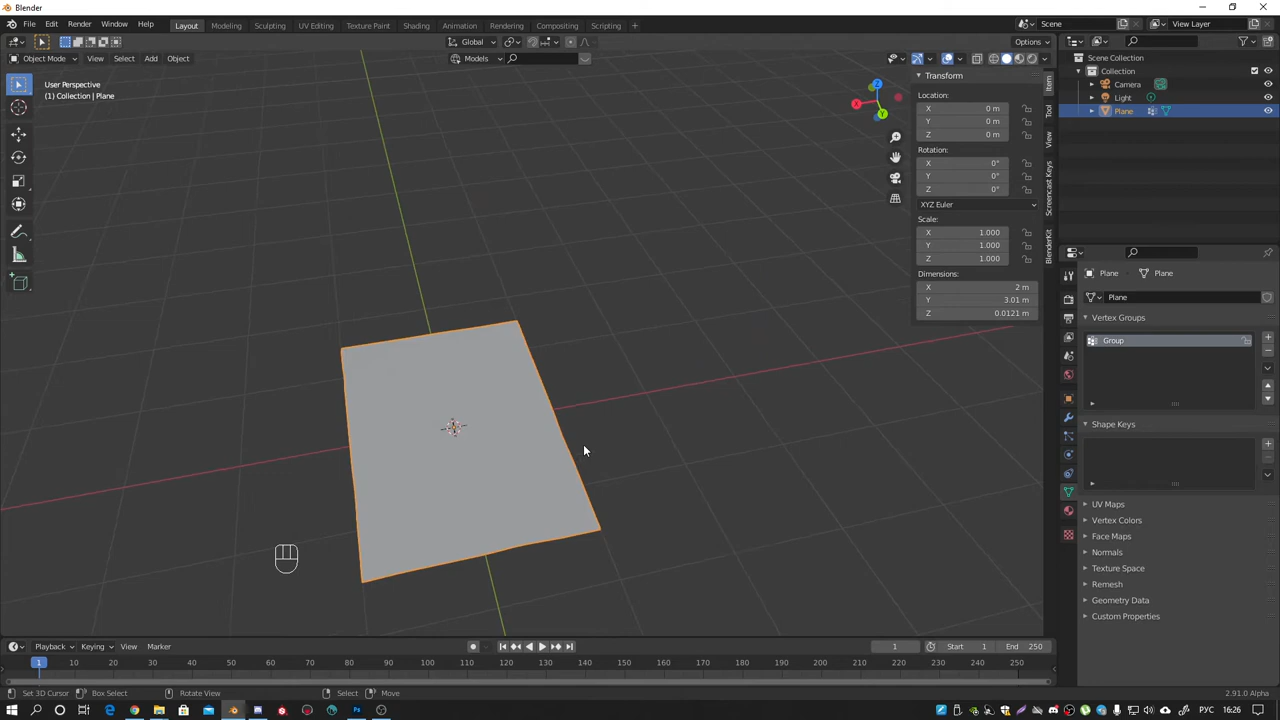 Blender
File Edit Render Window Help Layout Modeling Sculpting UV Editing Texture Paint Shading Animation Rendering Compositing Scripting + Scene View Layer
Global Options
Object Mode View Select Add Object Models
User Perspective
(1) Collection | Plane
Z
X
Y
Transform
Location:
X 0 m
Y 0 m
Z 0 m
Rotation:
X 0°
Y 0°
Z 0°
XYZ Euler
Scale:
X 1.000
Y 1.000
Z 1.000
Dimensions:
X 2 m
Y 3.01 m
Z 0.0121 m
Item
Tool
View
Screencast Keys
BlenderKit
Scene Collection
Collection
Camera
Light
Plane
Plane Plane
Plane
Vertex Groups
Group
Shape Keys
UV Maps
Vertex Colors
Face Maps
Normals
Texture Space
Remesh
Geometry Data
Custom Properties
Playback Keying View Marker 1 Start 1 End 250
1 10 20 30 40 50 60 70 80 90 100 110 120 130 140 150 160 170 180 190 200 210 220 230 240 250
Set 3D Cursor Box Select Rotate View Select Move 2.91.0 Alpha
РУС 16:26